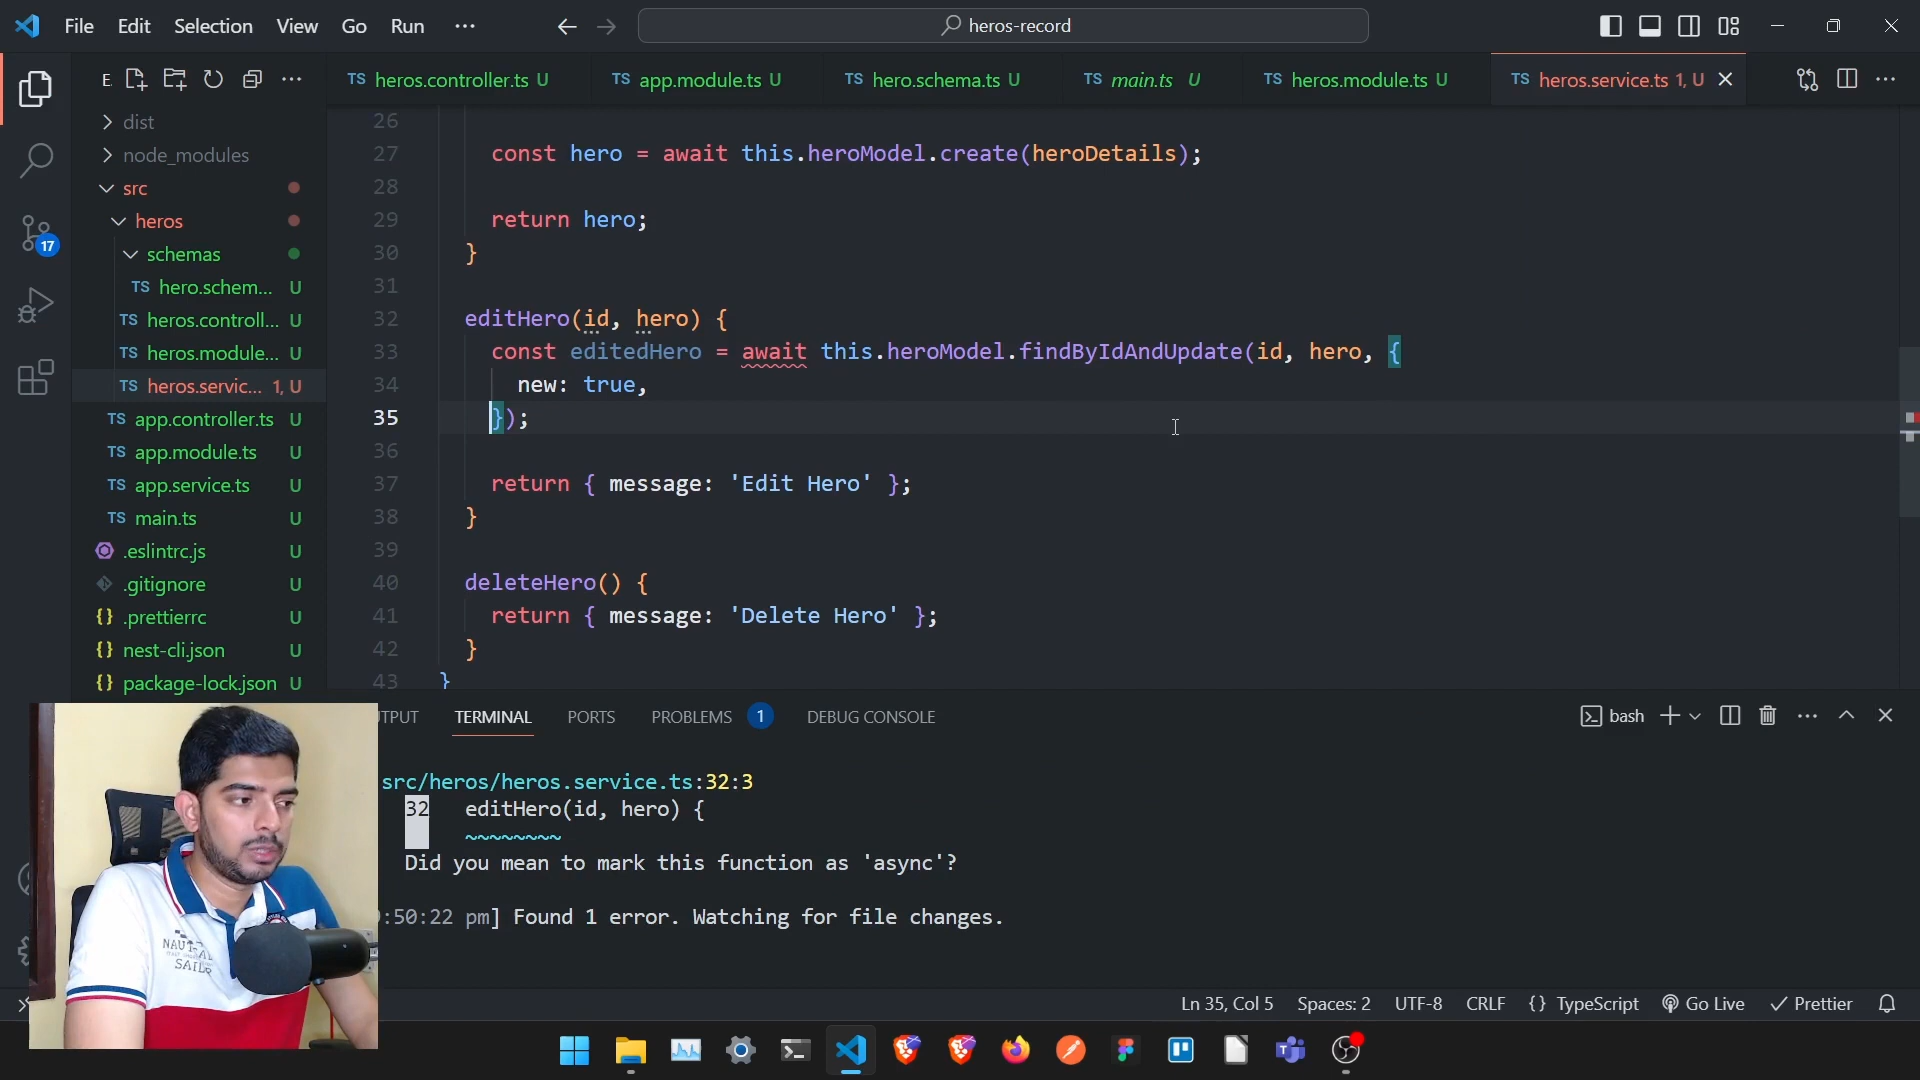 File Edit Selection View Go Run ··· heros-record
E
TS heros.controller.ts U TS app.module.ts U TS hero.schema.ts U TS main.ts U TS heros.module.ts U TS heros.service.ts 1, U
dist
node_modules
src
heros
schemas
TS hero.schem... U
TS heros.controll... U
TS heros.module... U
TS heros.servic... 1, U
TS app.controller.ts U
TS app.module.ts U
TS app.service.ts U
TS main.ts U
.eslintrc.js U
.gitignore U
{} .prettierrc U
{} nest-cli.json U
{} package-lock.json U
17
26
27 const hero = await this.heroModel.create(heroDetails);
28
29 return hero;
30 }
31
32 editHero(id, hero) {
33 const editedHero = await this.heroModel.findByIdAndUpdate(id, hero, {
34 new: true,
35 });
36
37 return { message: 'Edit Hero' };
38 }
39
40 deleteHero() {
41 return { message: 'Delete Hero' };
42 }
43 }
TPUT TERMINAL PORTS PROBLEMS 1 DEBUG CONSOLE bash
src/heros/heros.service.ts:32:3
32 editHero(id, hero) {
~~~~~~~~
Did you mean to mark this function as 'async'?
:50:22 pm] Found 1 error. Watching for file changes.
NAUT
SAIL
Ln 35, Col 5 Spaces: 2 UTF-8 CRLF {} TypeScript Go Live Prettier